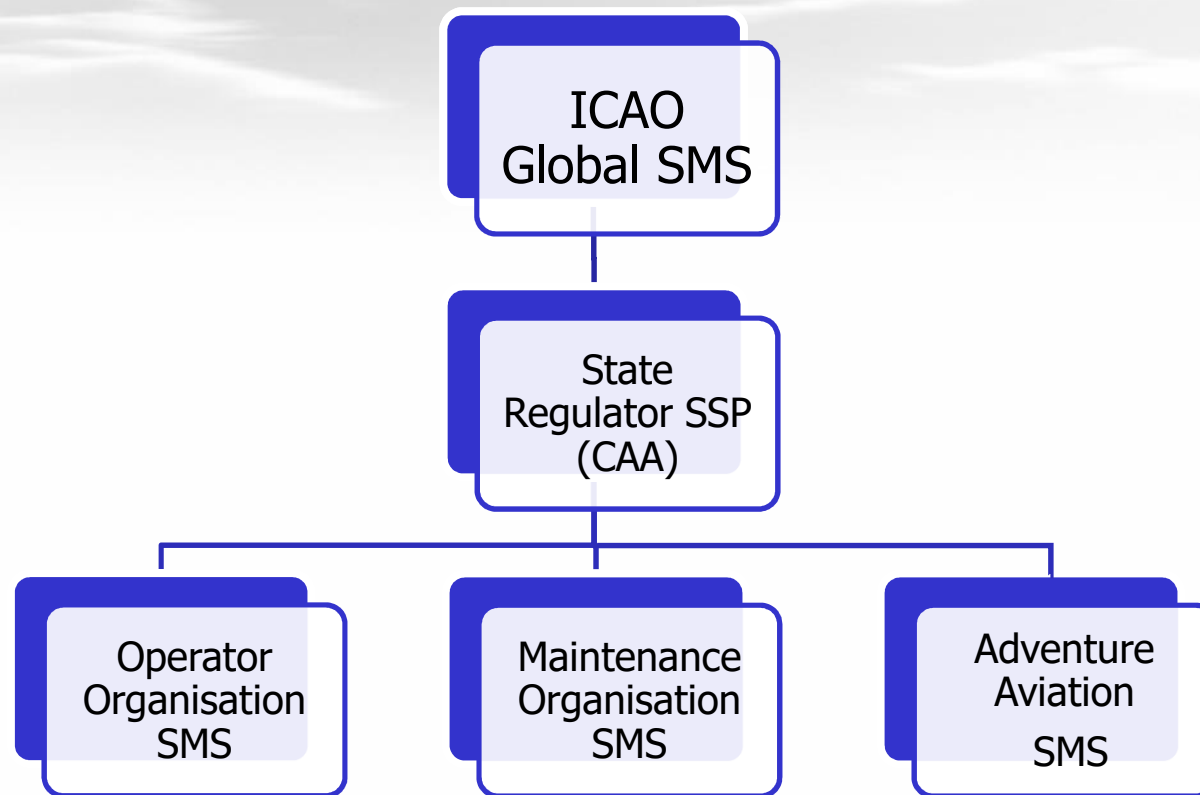 ICAO
Global SMS
State
Regulator SSP
(CAA)
Operator
Organisation
SMS
Maintenance
Organisation
SMS
Adventure
Aviation
SMS